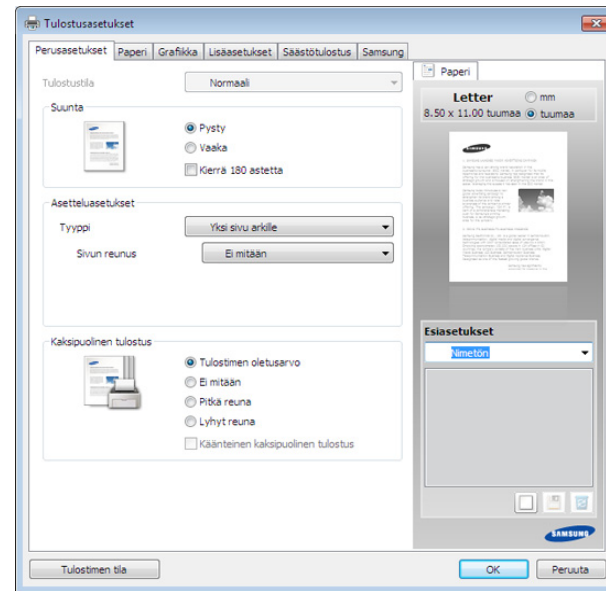 Tulostusasetukset
Perusasetukset Paperi Grafiikka Lisäasetukset Säästötulostus Samsung
Tulostustila Normaali
Suunta
Pysty
Vaaka
Kierrä 180 astetta
Asetteluasetukset
Tyyppi Yksi sivu arkille
Sivun reunus Ei mitään
Kaksipuolinen tulostus
Tulostimen oletusarvo
Ei mitään
Pitkä reuna
Lyhyt reuna
Käänteinen kaksipuolinen tulostus
Paperi
Letter mm
8.50 x 11.00 tuumaa tuumaa
Esiasetukset
Nimetön
SAMSUNG
Tulostimen tila OK Peruuta